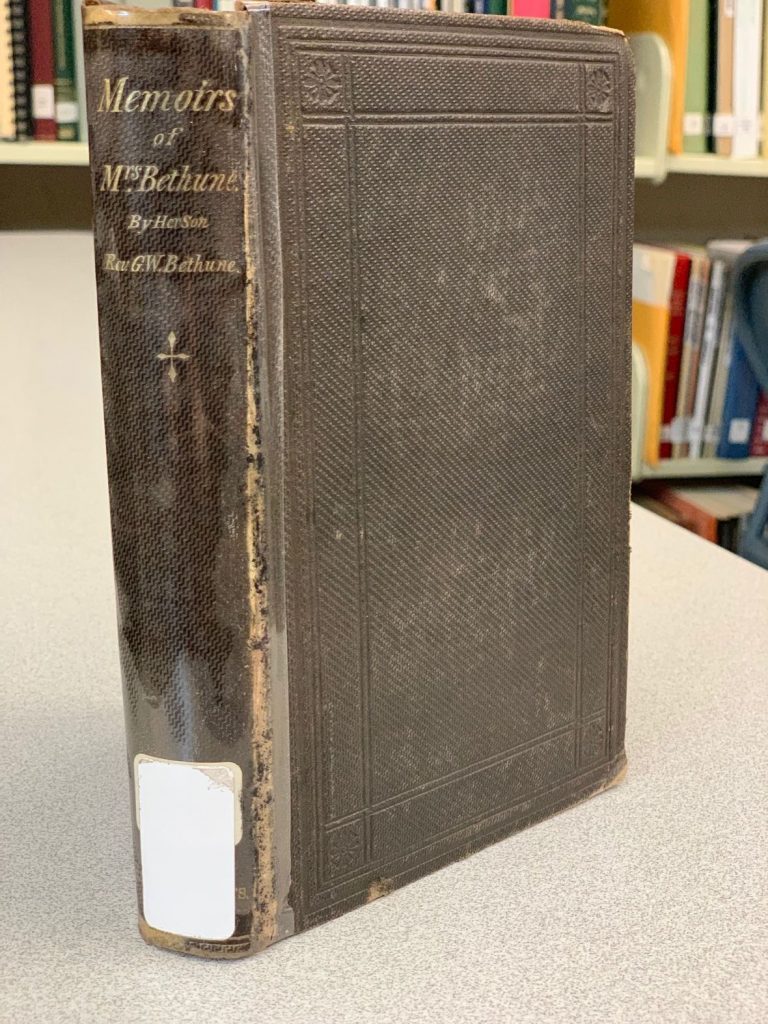 Memoirs
of
Mrs. Bethune.
By Her Son
Rev. G. W. Bethune.